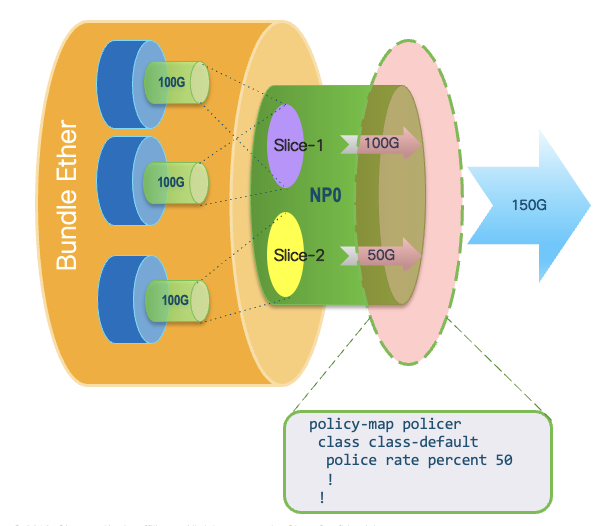 Bundle Ether
100G
100G
100G
Slice-1
Slice-2
NP0
100G
50G
150G
policy-map policer
class class-default
police rate percent 50
!
!